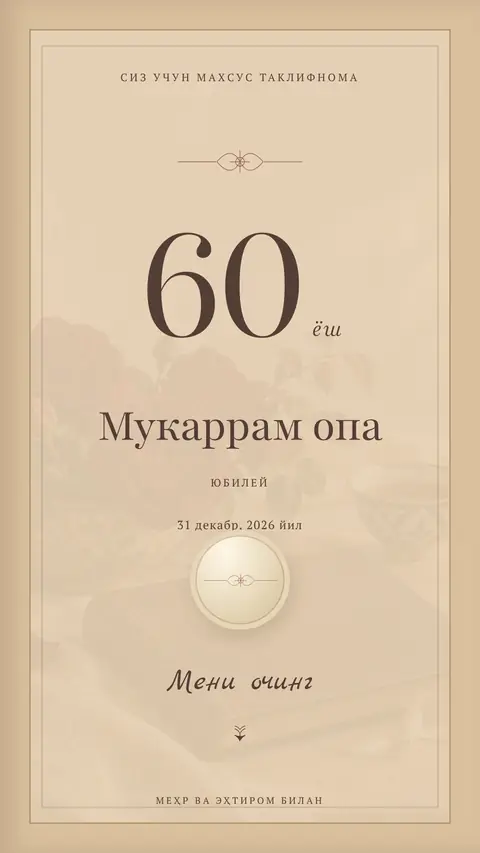 СИЗ УЧУН МАХСУС ТАКЛИФНОМА
60 ёш
Мукаррам опа
ЮБИЛЕЙ
31 декабр, 2026 йил
Мени очинг
МЕҲР ВА ЭҲТИРОМ БИЛАН